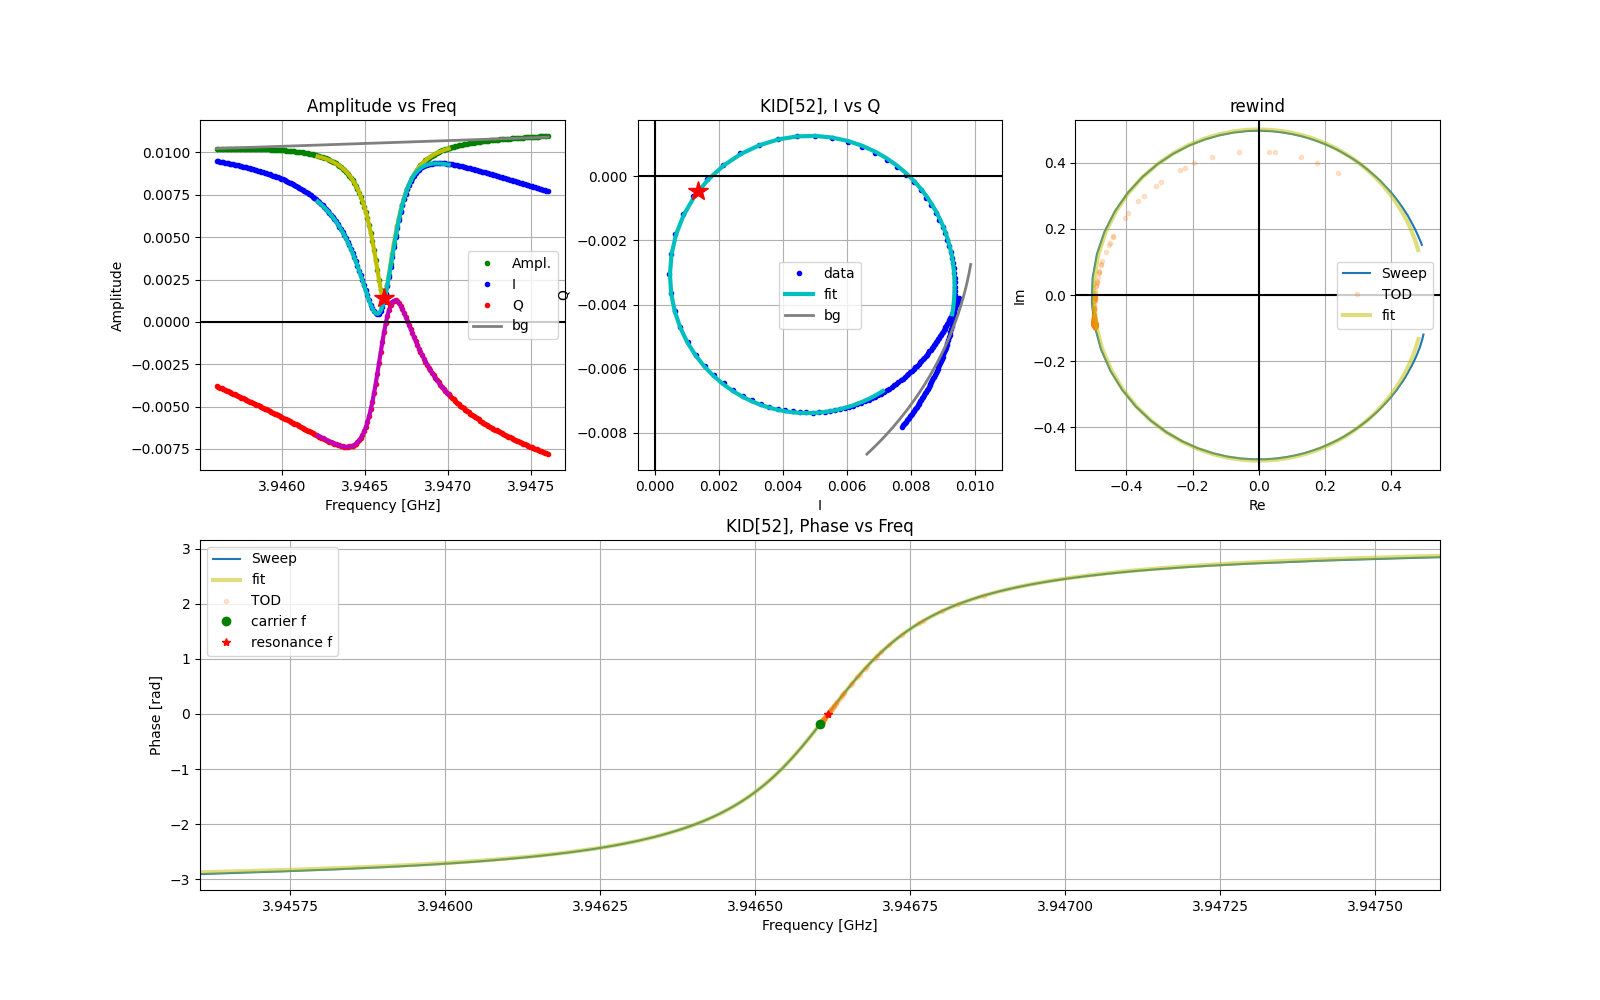 Amplitude vs Freq
Amplitude
0.0100
0.0075
0.0050
0.0025
0.0000
−0.0025
−0.0050
−0.0075
Ampl.
I
Q
bg
3.9460
3.9465
3.9470
3.9475
Frequency [GHz]
KID[52], I vs Q
Q
0.000
−0.002
−0.004
−0.006
−0.008
data
fit
bg
0.000
0.002
0.004
0.006
0.008
0.010
I
rewind
Im
0.4
0.2
0.0
−0.2
−0.4
Sweep
TOD
fit
−0.4
−0.2
0.0
0.2
0.4
Re
KID[52], Phase vs Freq
Phase [rad]
3
2
1
0
−1
−2
−3
Sweep
fit
TOD
carrier f
resonance f
3.94575
3.94600
3.94625
3.94650
3.94675
3.94700
3.94725
3.94750
Frequency [GHz]